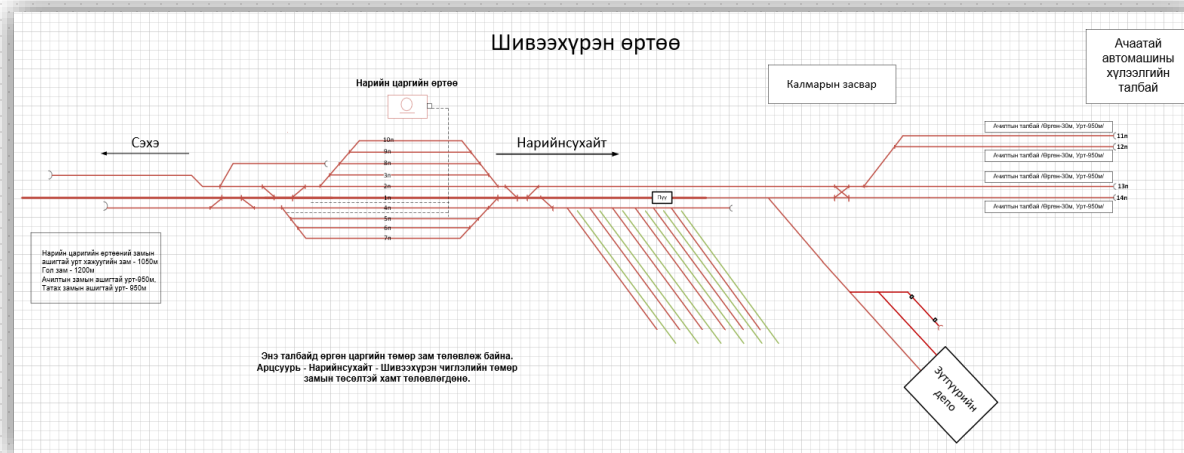 Шивээхүрэн өртөө
Ачаатай
автомашины
хүлээлгийн
талбай
Калмарын засвар
Нарийн царгийн өртөө
Сэхэ
Нарийнсухайт
10п
9п
8п
3п
2п
1п
4п
5п
6п
7п
Пүү
Ачилтын талбай /Өргөн-30м, Урт-950м/
11п
12п
Ачилтын талбай /Өргөн-30м, Урт-950м/
Ачилтын талбай /Өргөн-30м, Урт-950м/
13п
14п
Ачилтын талбай /Өргөн-30м, Урт-950м/
Нарийн царигийн өртөөний замын
ашигтай урт хажуугийн зам - 1050м
Гол зам - 1200м
Ачилтын замын ашигтай урт-950м,
Татах замын ашигтай урт- 950м
Энэ талбайд өргөн царгийн төмөр зам төлөвлөж байна.
Арцсуурь - Нарийнсухайт - Шивээхүрэн чиглэлийн төмөр
замын төсөлтэй хамт төлөвлөгдөнө.
Зүтгүүрийн
депо